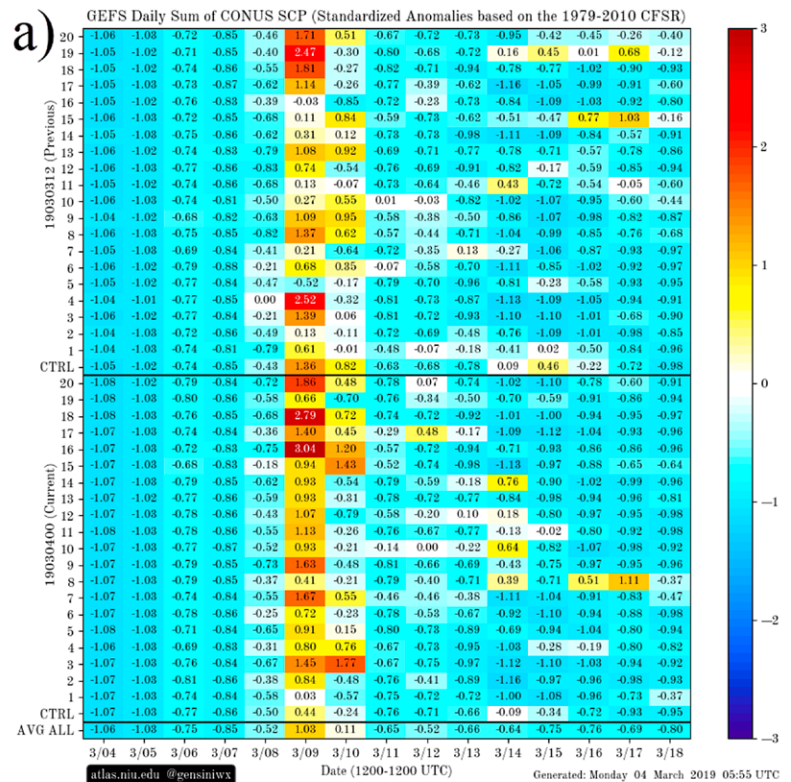 a)
GEFS Daily Sum of CONUS SCP (Standardized Anomalies based on the 1979-2010 CFSR)
20 -1.06 -1.03 -0.72 -0.85 -0.46 1.71 0.51 -0.67 -0.72 -0.73 -0.95 -0.42 -0.45 -0.26 -0.40
19 -1.05 -1.02 -0.71 -0.85 -0.40 2.47 -0.30 -0.80 -0.68 -0.72 0.16 0.45 0.01 0.68 -0.12
18 -1.05 -1.02 -0.74 -0.85 -0.55 1.81 -0.27 -0.82 -0.71 -0.94 -0.78 -0.77 -1.02 -0.90 -0.93
17 -1.05 -1.03 -0.73 -0.87 -0.62 1.14 -0.26 -0.77 -0.39 -0.62 -1.16 -1.05 -0.99 -0.91 -0.60
16 -1.05 -1.02 -0.76 -0.83 -0.39 -0.03 -0.85 -0.72 -0.23 -0.73 -0.84 -1.09 -1.03 -0.92 -0.80
15 -1.05 -1.02 -0.72 -0.85 -0.68 0.11 0.84 -0.59 -0.73 -0.62 -0.51 -0.47 0.77 1.03 -0.16
14 -1.05 -1.02 -0.75 -0.86 -0.62 0.31 0.12 -0.73 -0.73 -0.98 -1.11 -1.09 -0.84 -0.57 -0.91
13 -1.06 -1.02 -0.74 -0.86 -0.79 1.08 0.92 -0.69 -0.71 -0.77 -0.78 -0.71 -0.57 -0.78 -0.86
12 -1.06 -1.03 -0.77 -0.86 -0.83 0.74 -0.54 -0.76 -0.69 -0.91 -0.82 -0.17 -0.59 -0.85 -0.94
11 -1.05 -1.02 -0.74 -0.84 -0.68 0.13 -0.07 -0.73 -0.64 -0.46 0.43 -0.72 -0.54 -0.05 -0.60
10 -1.06 -1.03 -0.74 -0.81 -0.50 0.27 0.55 0.01 -0.03 -0.82 -1.02 -1.07 -0.95 -0.60 -0.44
9 -1.04 -1.02 -0.68 -0.82 -0.63 1.09 0.95 -0.58 -0.38 -0.50 -0.86 -1.07 -0.98 -0.82 -0.87
8 -1.06 -1.03 -0.75 -0.85 -0.82 1.37 0.62 -0.57 -0.44 -0.71 -1.04 -0.99 -0.85 -0.76 -0.68
7 -1.05 -1.03 -0.69 -0.84 -0.41 0.21 -0.64 -0.72 -0.35 0.13 -0.27 -1.06 -0.87 -0.93 -0.97
6 -1.06 -1.02 -0.79 -0.88 -0.21 0.68 0.35 -0.07 -0.58 -0.70 -1.11 -0.85 -1.02 -0.92 -0.97
5 -1.05 -1.02 -0.77 -0.84 -0.47 -0.52 -0.17 -0.79 -0.70 -0.96 -0.81 -0.23 -0.58 -0.93 -0.95
4 -1.04 -1.01 -0.77 -0.85 0.00 2.52 -0.32 -0.81 -0.73 -0.87 -1.13 -1.09 -1.05 -0.94 -0.91
3 -1.06 -1.02 -0.74 -0.84 -0.21 1.39 0.06 -0.81 -0.72 -0.93 -1.10 -1.10 -1.01 -0.68 -0.90
2 -1.04 -1.03 -0.72 -0.86 -0.49 0.13 -0.11 -0.72 -0.69 -0.48 -0.76 -1.09 -1.01 -0.98 -0.85
1 -1.04 -1.03 -0.74 -0.81 -0.79 0.61 -0.01 -0.48 -0.07 -0.18 -0.41 0.02 -0.50 -0.84 -0.96
CTRL -1.05 -1.02 -0.74 -0.85 -0.43 1.36 0.82 -0.63 -0.68 -0.78 0.09 0.46 -0.22 -0.72 -0.98
19030312 (Previous)
20 -1.08 -1.02 -0.79 -0.84 -0.72 1.86 0.48 -0.78 0.07 -0.74 -1.02 -1.10 -0.78 -0.60 -0.91
19 -1.08 -1.03 -0.80 -0.86 -0.58 0.66 -0.70 -0.76 -0.34 -0.50 -0.70 -0.59 -0.91 -0.86 -0.94
18 -1.07 -1.03 -0.76 -0.85 -0.68 2.79 0.72 -0.74 -0.72 -0.92 -1.01 -1.00 -0.94 -0.95 -0.97
17 -1.07 -1.03 -0.74 -0.84 -0.36 1.40 0.45 -0.29 0.48 -0.17 -1.09 -1.12 -1.04 -0.93 -0.96
16 -1.07 -1.03 -0.72 -0.83 -0.75 3.04 1.20 -0.57 -0.72 -0.94 -0.71 -0.93 -0.86 -0.86 -0.96
15 -1.07 -1.03 -0.68 -0.88 -0.18 0.94 1.43 -0.52 -0.74 -0.98 -1.13 -0.97 -0.88 -0.65 -0.64
14 -1.07 -1.03 -0.79 -0.85 -0.62 0.93 -0.54 -0.79 -0.59 -0.18 0.76 -0.90 -1.02 -0.99 -0.96
13 -1.07 -1.02 -0.77 -0.86 -0.59 0.93 -0.31 -0.78 -0.72 -0.77 -0.84 -0.98 -0.94 -0.96 -0.81
12 -1.07 -1.03 -0.77 -0.84 -0.43 1.07 -0.79 -0.58 -0.20 0.10 0.18 -0.80 -0.96 -0.92 -0.98
11 -1.08 -1.03 -0.78 -0.86 -0.55 1.13 -0.26 -0.76 -0.67 -0.77 -0.13 -0.02 -0.80 -0.92 -0.98
10 -1.07 -1.03 -0.77 -0.87 -0.52 0.93 -0.21 -0.14 0.00 -0.22 0.64 -0.82 -1.07 -0.98 -0.92
9 -1.08 -1.03 -0.79 -0.85 -0.73 1.63 -0.48 -0.81 -0.66 -0.69 -0.43 -0.75 -0.97 -0.95 -0.96
8 -1.07 -1.03 -0.78 -0.85 -0.37 0.41 -0.21 -0.79 -0.40 -0.71 0.39 -0.71 0.51 1.11 -0.37
7 -1.08 -1.03 -0.74 -0.84 -0.55 1.67 0.55 -0.46 -0.46 -0.38 -1.11 -1.04 -0.91 -0.83 -0.47
6 -1.07 -1.03 -0.78 -0.86 -0.25 0.72 -0.23 -0.78 -0.53 -0.67 -0.92 -1.10 -0.94 -0.88 -0.98
5 -1.08 -1.03 -0.71 -0.84 -0.65 0.91 0.15 -0.80 -0.73 -0.89 -0.69 -0.94 -1.04 -0.80 -0.94
4 -1.06 -1.03 -0.69 -0.83 -0.31 0.80 0.76 -0.67 -0.73 -0.95 -1.03 -0.28 -0.19 -0.80 -0.82
3 -1.07 -1.03 -0.76 -0.84 -0.67 1.45 1.77 -0.67 -0.75 -0.97 -1.12 -1.10 -1.03 -0.94 -0.92
2 -1.07 -1.06 -0.81 -0.86 -0.38 0.84 -0.48 -0.76 -0.41 -0.89 -1.16 -0.97 -0.96 -0.98 -0.93
1 -1.07 -1.03 -0.74 -0.84 -0.58 0.03 -0.57 -0.75 -0.72 -0.72 -1.00 -1.08 -0.96 -0.73 -0.37
CTRL -1.07 -1.03 -0.77 -0.88 -0.50 0.44 -0.24 -0.76 -0.71 -0.66 -0.09 -0.34 -0.72 -0.93 -0.95
19030400 (Current)
AVG ALL -1.06 -1.03 -0.75 -0.85 -0.52 1.03 0.11 -0.65 -0.52 -0.66 -0.64 -0.76 -0.76 -0.69 -0.80
3/04 3/05 3/06 3/07 3/08 3/09 3/10 3/11 3/12 3/13 3/14 3/15 3/16 3/17 3/18
Date (1200-1200 UTC)
atlas.niu.edu @gensiniwx
Generated: Monday 04 March 2019 05:55 UTC
3
2
1
0
−1
−2
−3